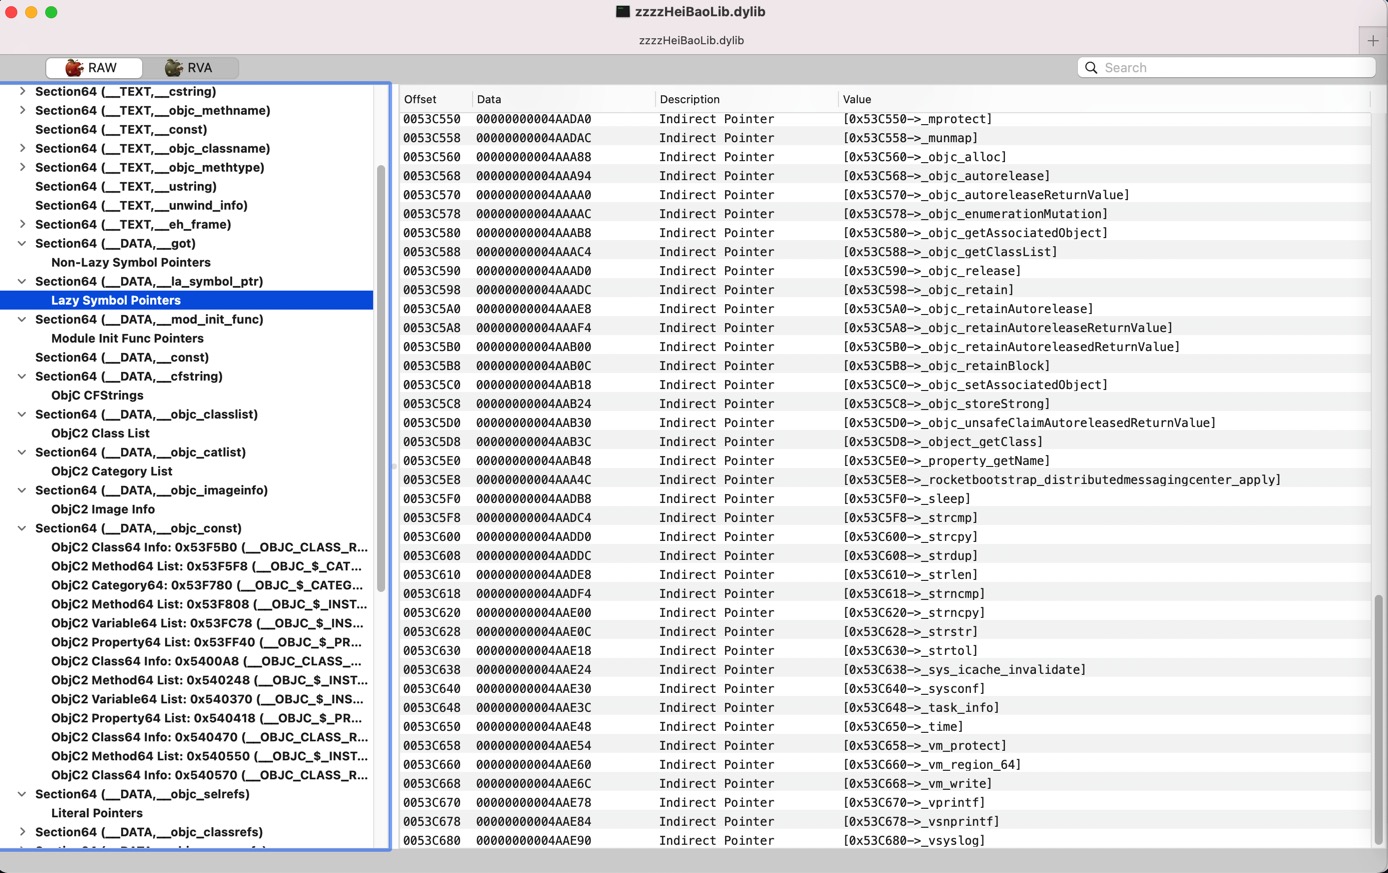 zzzzHeiBaoLib.dylib
zzzzHeiBaoLib.dylib
RAW RVA Search
Section64 (__TEXT,__cstring)
Section64 (__TEXT,__objc_methname)
Section64 (__TEXT,__const)
Section64 (__TEXT,__objc_classname)
Section64 (__TEXT,__objc_methtype)
Section64 (__TEXT,__ustring)
Section64 (__TEXT,__unwind_info)
Section64 (__TEXT,__eh_frame)
Section64 (__DATA,__got)
Non-Lazy Symbol Pointers
Section64 (__DATA,__la_symbol_ptr)
Lazy Symbol Pointers
Section64 (__DATA,__mod_init_func)
Module Init Func Pointers
Section64 (__DATA,__const)
Section64 (__DATA,__cfstring)
ObjC CFStrings
Section64 (__DATA,__objc_classlist)
ObjC2 Class List
Section64 (__DATA,__objc_catlist)
ObjC2 Category List
Section64 (__DATA,__objc_imageinfo)
ObjC2 Image Info
Section64 (__DATA,__objc_const)
ObjC2 Class64 Info: 0x53F5B0 (__OBJC_CLASS_R...
ObjC2 Method64 List: 0x53F5F8 (__OBJC_$_CAT...
ObjC2 Category64: 0x53F780 (__OBJC_$_CATEG...
ObjC2 Method64 List: 0x53F808 (__OBJC_$_INST...
ObjC2 Variable64 List: 0x53FC78 (__OBJC_$_INS...
ObjC2 Property64 List: 0x53FF40 (__OBJC_$_PR...
ObjC2 Class64 Info: 0x5400A8 (__OBJC_CLASS_...
ObjC2 Method64 List: 0x540248 (__OBJC_$_INST...
ObjC2 Variable64 List: 0x540370 (__OBJC_$_INS...
ObjC2 Property64 List: 0x540418 (__OBJC_$_PR...
ObjC2 Class64 Info: 0x540470 (__OBJC_CLASS_R...
ObjC2 Method64 List: 0x540550 (__OBJC_$_INST...
ObjC2 Class64 Info: 0x540570 (__OBJC_CLASS_R...
Section64 (__DATA,__objc_selrefs)
Literal Pointers
Section64 (__DATA,__objc_classrefs)
Offset Data Description Value
0053C550 00000000004AADA0 Indirect Pointer [0x53C550->_mprotect]
0053C558 00000000004AADAC Indirect Pointer [0x53C558->_munmap]
0053C560 00000000004AAA88 Indirect Pointer [0x53C560->_objc_alloc]
0053C568 00000000004AAA94 Indirect Pointer [0x53C568->_objc_autorelease]
0053C570 00000000004AAAA0 Indirect Pointer [0x53C570->_objc_autoreleaseReturnValue]
0053C578 00000000004AAAAC Indirect Pointer [0x53C578->_objc_enumerationMutation]
0053C580 00000000004AAAB8 Indirect Pointer [0x53C580->_objc_getAssociatedObject]
0053C588 00000000004AAAC4 Indirect Pointer [0x53C588->_objc_getClassList]
0053C590 00000000004AAAD0 Indirect Pointer [0x53C590->_objc_release]
0053C598 00000000004AAADC Indirect Pointer [0x53C598->_objc_retain]
0053C5A0 00000000004AAAE8 Indirect Pointer [0x53C5A0->_objc_retainAutorelease]
0053C5A8 00000000004AAAF4 Indirect Pointer [0x53C5A8->_objc_retainAutoreleaseReturnValue]
0053C5B0 00000000004AAB00 Indirect Pointer [0x53C5B0->_objc_retainAutoreleasedReturnValue]
0053C5B8 00000000004AAB0C Indirect Pointer [0x53C5B8->_objc_retainBlock]
0053C5C0 00000000004AAB18 Indirect Pointer [0x53C5C0->_objc_setAssociatedObject]
0053C5C8 00000000004AAB24 Indirect Pointer [0x53C5C8->_objc_storeStrong]
0053C5D0 00000000004AAB30 Indirect Pointer [0x53C5D0->_objc_unsafeClaimAutoreleasedReturnValue]
0053C5D8 00000000004AAB3C Indirect Pointer [0x53C5D8->_object_getClass]
0053C5E0 00000000004AAB48 Indirect Pointer [0x53C5E0->_property_getName]
0053C5E8 00000000004AAA4C Indirect Pointer [0x53C5E8->_rocketbootstrap_distributedmessagingcenter_apply]
0053C5F0 00000000004AADB8 Indirect Pointer [0x53C5F0->_sleep]
0053C5F8 00000000004AADC4 Indirect Pointer [0x53C5F8->_strcmp]
0053C600 00000000004AADD0 Indirect Pointer [0x53C600->_strcpy]
0053C608 00000000004AADDC Indirect Pointer [0x53C608->_strdup]
0053C610 00000000004AADE8 Indirect Pointer [0x53C610->_strlen]
0053C618 00000000004AADF4 Indirect Pointer [0x53C618->_strncmp]
0053C620 00000000004AAE00 Indirect Pointer [0x53C620->_strncpy]
0053C628 00000000004AAE0C Indirect Pointer [0x53C628->_strstr]
0053C630 00000000004AAE18 Indirect Pointer [0x53C630->_strtol]
0053C638 00000000004AAE24 Indirect Pointer [0x53C638->_sys_icache_invalidate]
0053C640 00000000004AAE30 Indirect Pointer [0x53C640->_sysconf]
0053C648 00000000004AAE3C Indirect Pointer [0x53C648->_task_info]
0053C650 00000000004AAE48 Indirect Pointer [0x53C650->_time]
0053C658 00000000004AAE54 Indirect Pointer [0x53C658->_vm_protect]
0053C660 00000000004AAE60 Indirect Pointer [0x53C660->_vm_region_64]
0053C668 00000000004AAE6C Indirect Pointer [0x53C668->_vm_write]
0053C670 00000000004AAE78 Indirect Pointer [0x53C670->_vprintf]
0053C678 00000000004AAE84 Indirect Pointer [0x53C678->_vsnprintf]
0053C680 00000000004AAE90 Indirect Pointer [0x53C680->_vsyslog]